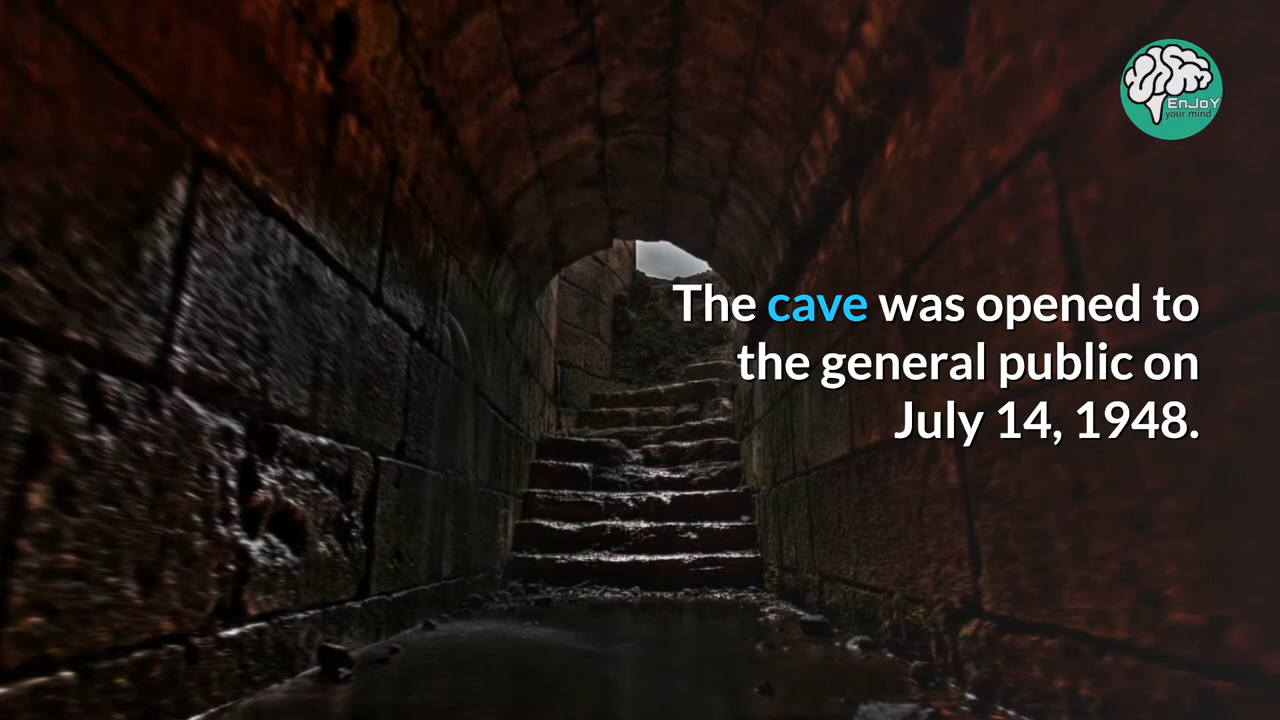 EnJoY
your mind
The cave was opened to
the general public on
July 14, 1948.